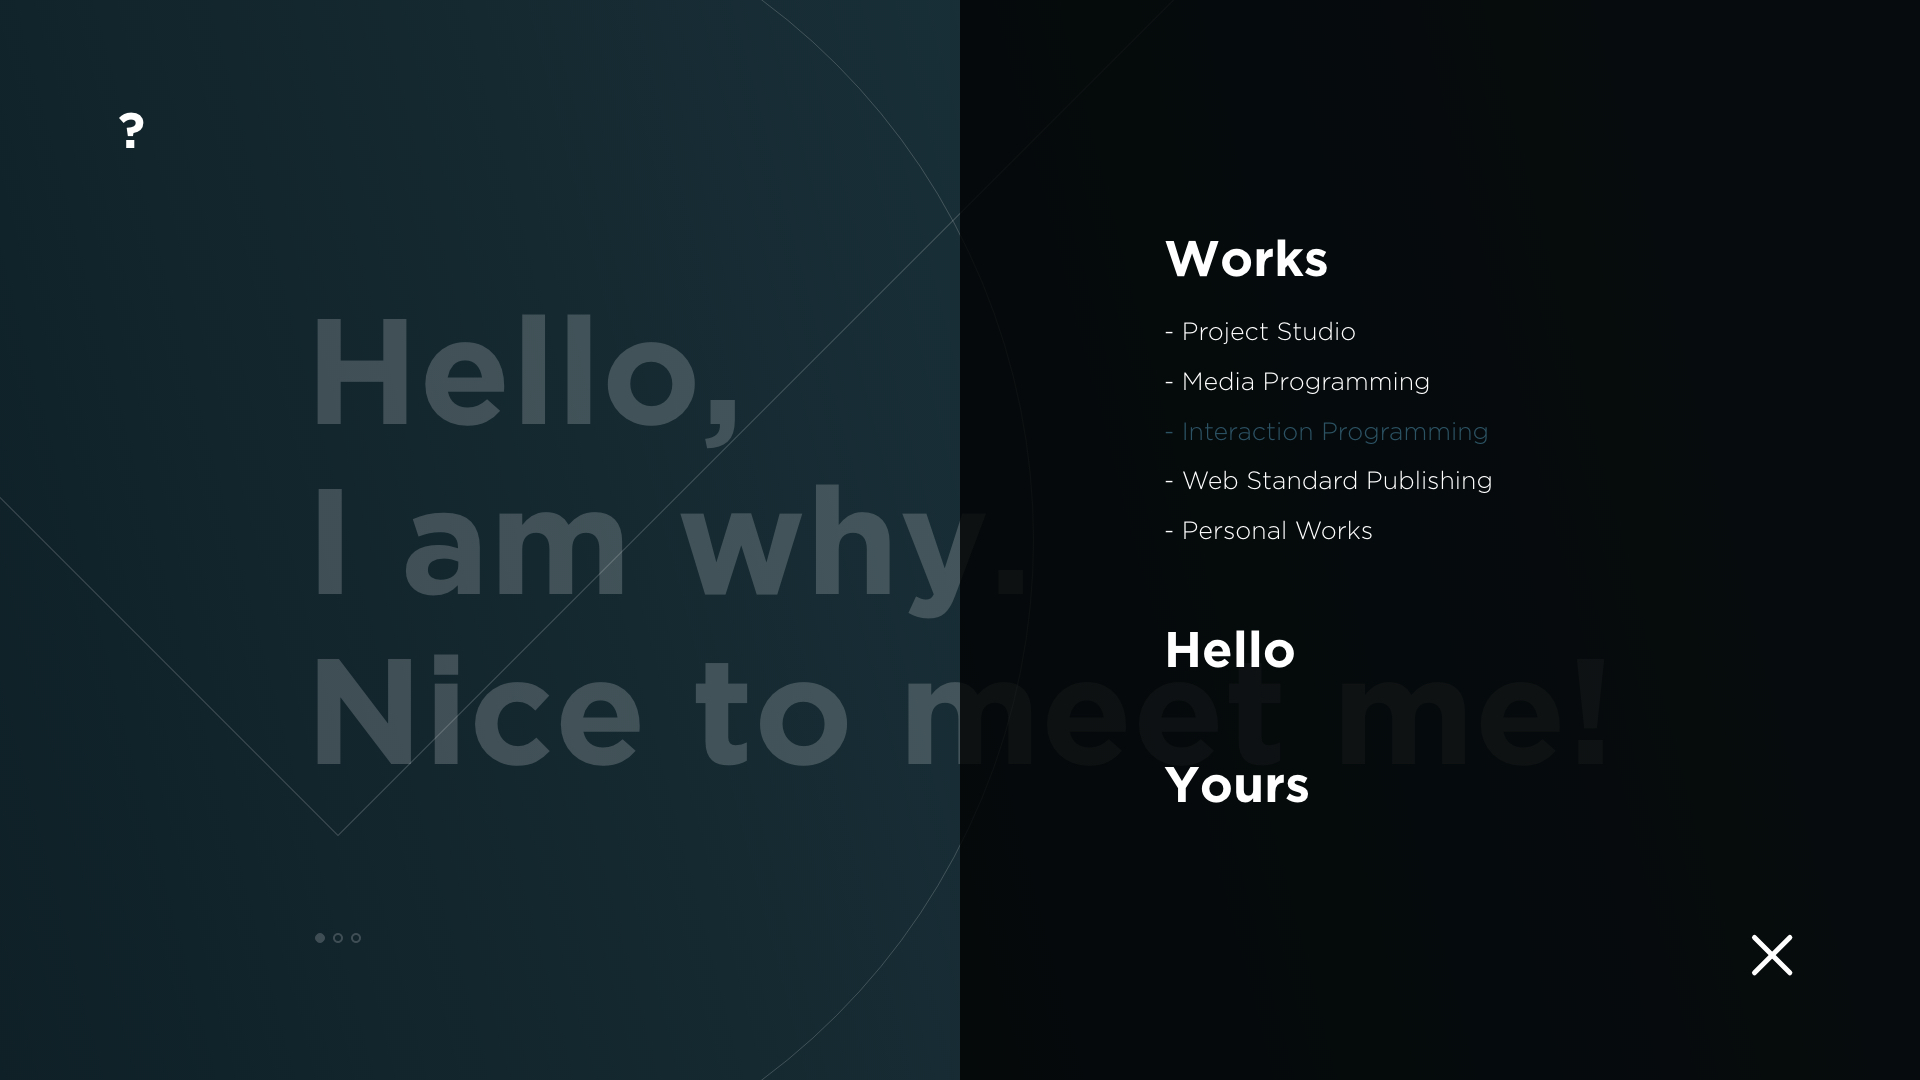 ?
Hello,
I am why.
Nice to meet me!
Works
- Project Studio
- Media Programming
- Interaction Programming
- Web Standard Publishing
- Personal Works
Hello
Yours